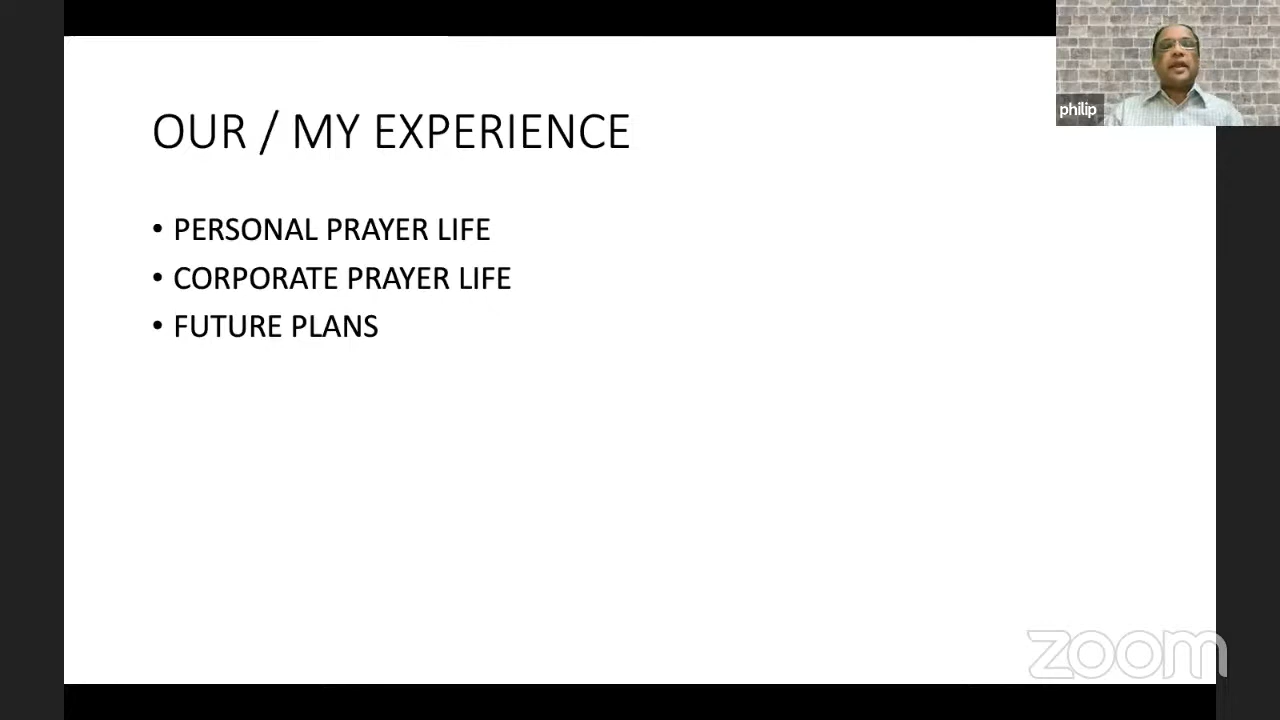 OUR / MY EXPERIENCE
• PERSONAL PRAYER LIFE
• CORPORATE PRAYER LIFE
• FUTURE PLANS
philip
zoom